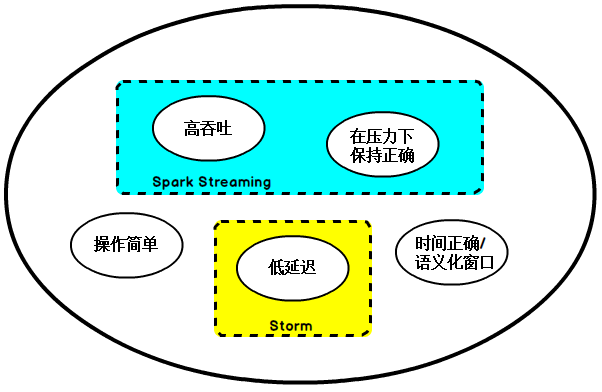 高吞吐
在压力下
保持正确
Spark Streaming
操作简单
低延迟
时间正确/
语义化窗口
Storm